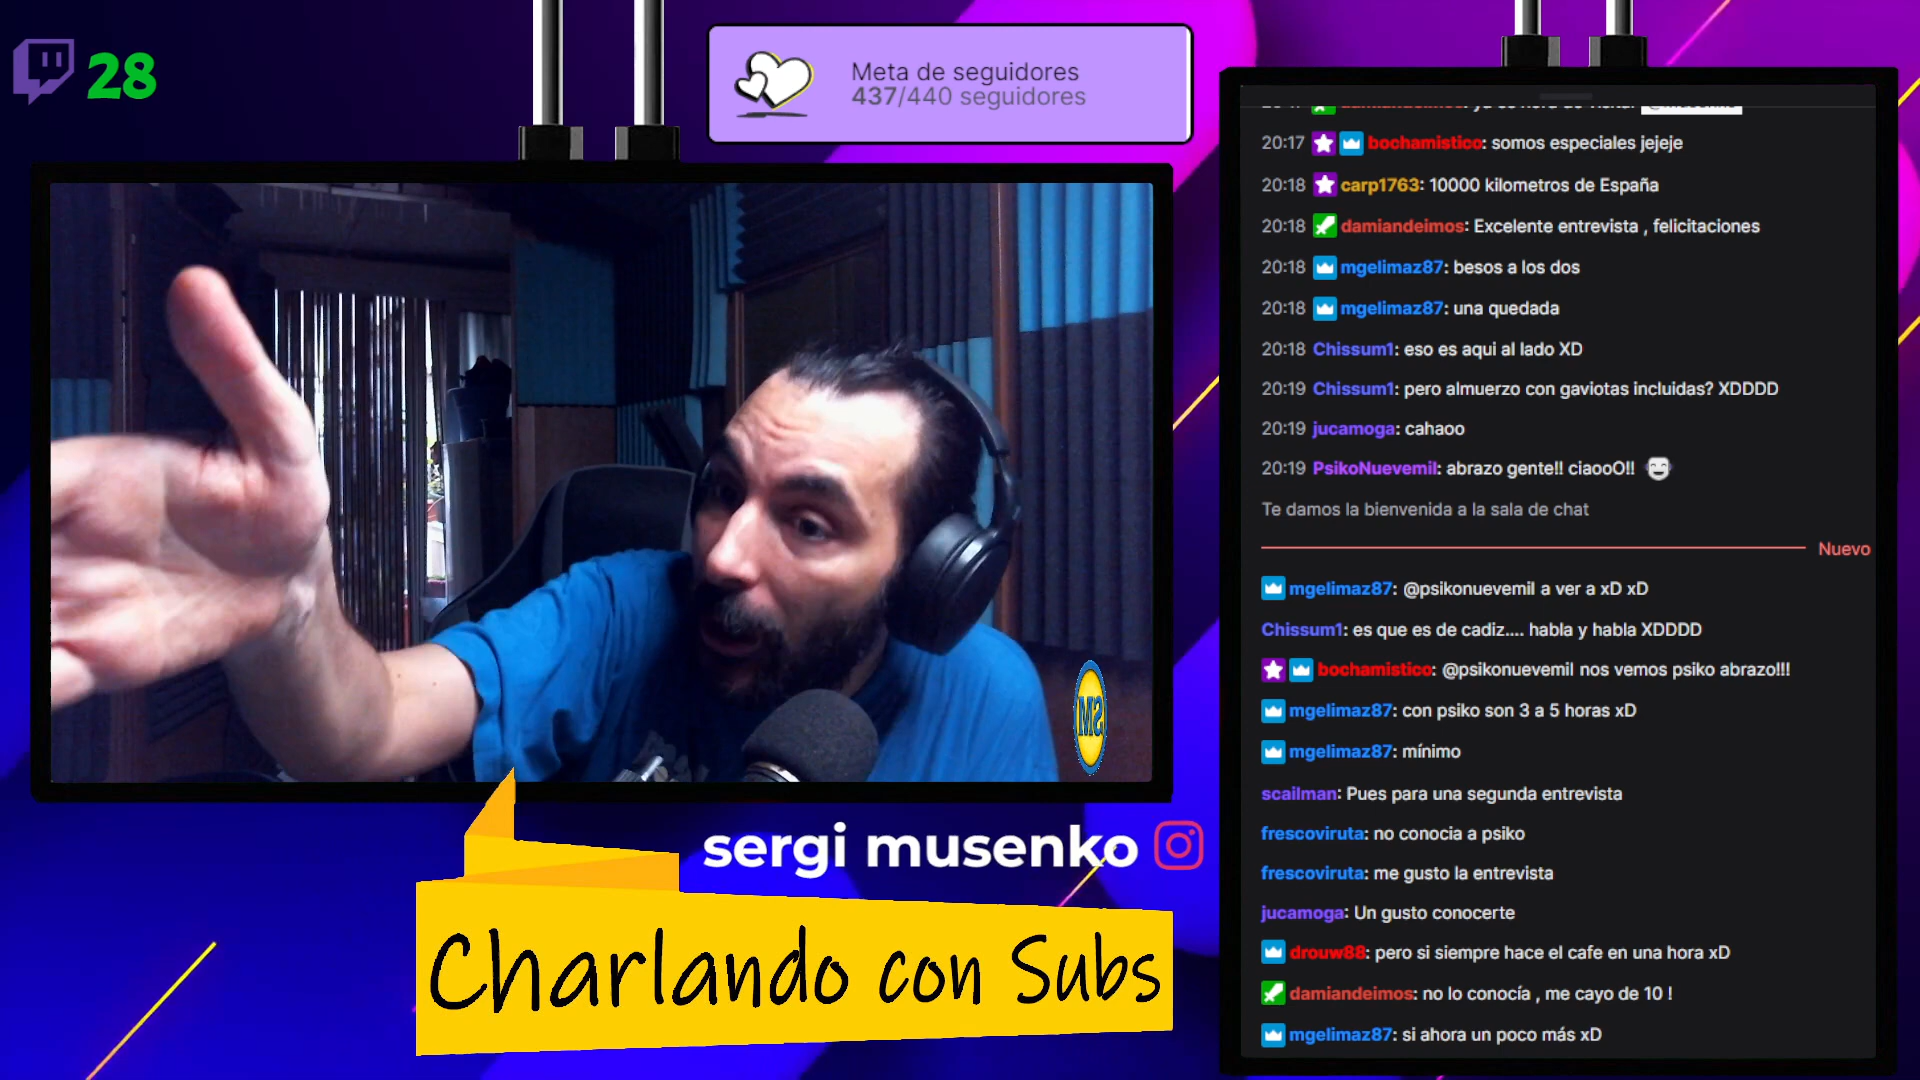 28
Meta de seguidores
437/440 seguidores
20:17 bochamistico: somos especiales jejeje
20:18 carp1763: 10000 kilometros de España
20:18 damiandeimos: Excelente entrevista , felicitaciones
20:18 mgelimaz87: besos a los dos
20:18 mgelimaz87: una quedada
20:18 Chissum1: eso es aqui al lado XD
20:19 Chissum1: pero almuerzo con gaviotas incluidas? XDDDD
20:19 jucamoga: cahaoo
20:19 PsikoNuevemil: abrazo gente!! ciaooO!!
Te damos la bienvenida a la sala de chat
Nuevo
mgelimaz87: @psikonuevemil a ver a xD xD
Chissum1: es que es de cadiz.... habla y habla XDDDD
bochamistico: @psikonuevemil nos vemos psiko abrazo!!!
mgelimaz87: con psiko son 3 a 5 horas xD
mgelimaz87: mínimo
scailman: Pues para una segunda entrevista
frescoviruta: no conocia a psiko
frescoviruta: me gusto la entrevista
jucamoga: Un gusto conocerte
drouw88: pero si siempre hace el cafe en una hora xD
damiandeimos: no lo conocía , me cayo de 10 !
mgelimaz87: si ahora un poco más xD
sergi musenko
Charlando con Subs